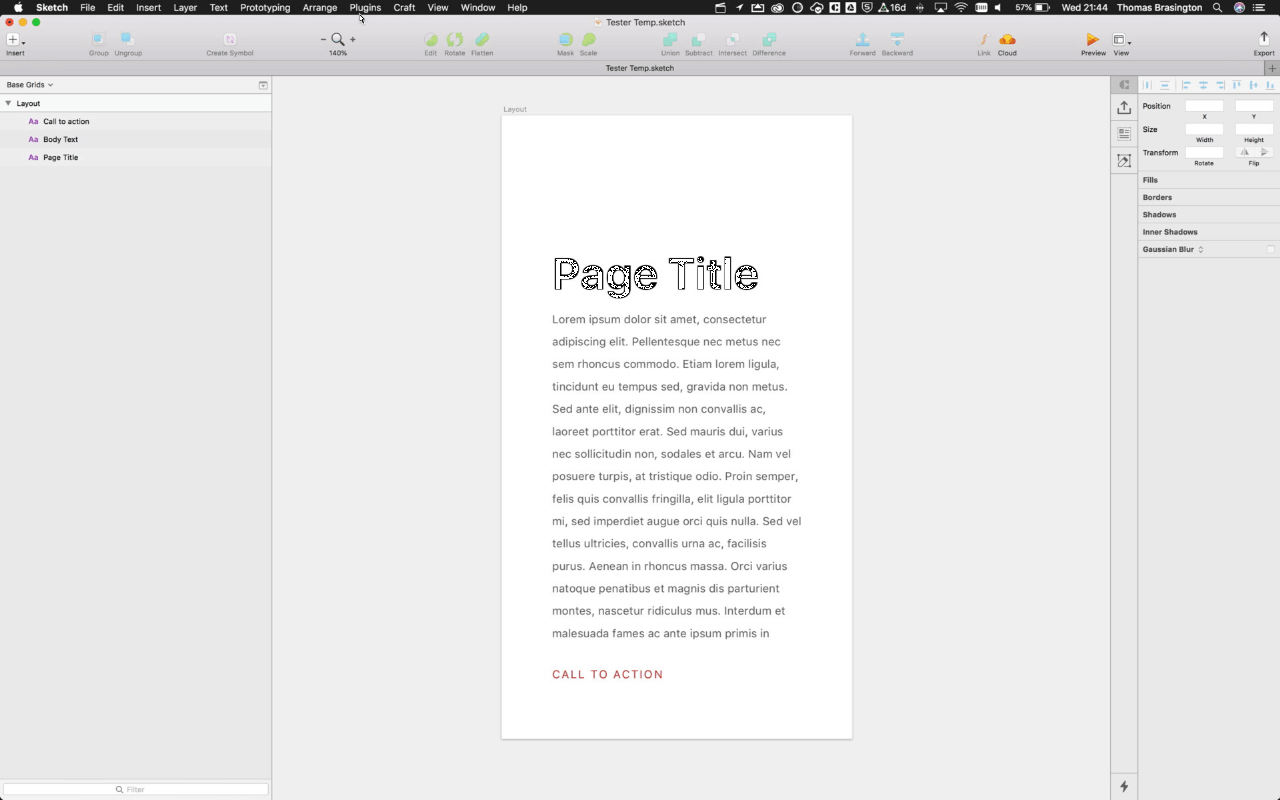 Sketch File Edit Insert Layer Text Prototyping Arrange Plugins Craft View Window Help 16d 57% Wed 21:44 Thomas Brasington
Tester Temp.sketch
Insert Group Ungroup Create Symbol 140% Edit Rotate Flatten Mask Scale Union Subtract Intersect Difference Forward Backward Link Cloud Preview View Export
Tester Temp.sketch
Base Grids
Layout
Call to action
Body Text
Page Title
Filter
Layout
Page Title
Lorem ipsum dolor sit amet, consectetur
adipiscing elit. Pellentesque nec metus nec
sem rhoncus commodo. Etiam lorem ligula,
tincidunt eu tempus sed, gravida non metus.
Sed ante elit, dignissim non convallis ac,
laoreet porttitor erat. Sed mauris dui, varius
nec sollicitudin non, sodales et arcu. Nam vel
posuere turpis, at tristique odio. Proin semper,
felis quis convallis fringilla, elit ligula porttitor
mi, sed imperdiet augue orci quis nulla. Sed vel
tellus ultricies, convallis urna ac, facilisis
purus. Aenean in rhoncus massa. Orci varius
natoque penatibus et magnis dis parturient
montes, nascetur ridiculus mus. Interdum et
malesuada fames ac ante ipsum primis in
CALL TO ACTION
Position
X Y
Size
Width Height
Transform
Rotate Flip
Fills
Borders
Shadows
Inner Shadows
Gaussian Blur